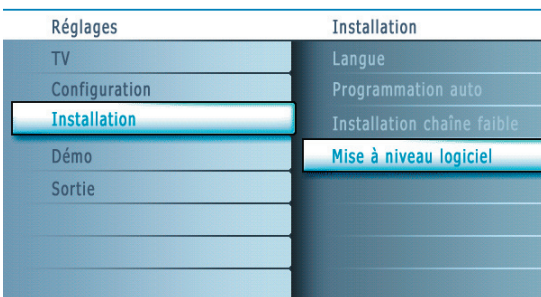 Réglages
TV
Configuration
Installation
Démo
Sortie
Installation
Langue
Programmation auto
Installation chaîne faible
Mise à niveau logiciel